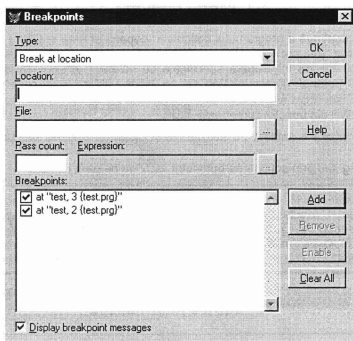 Breakpoints
Type:
Break at location
OK
Cancel
Location:
File:
...
Help
Pass count: Expression:
...
Breakpoints:
at "test, 3 {test.prg}"
at "test, 2 {test.prg}"
Add
Remove
Enable
Clear All
Display breakpoint messages